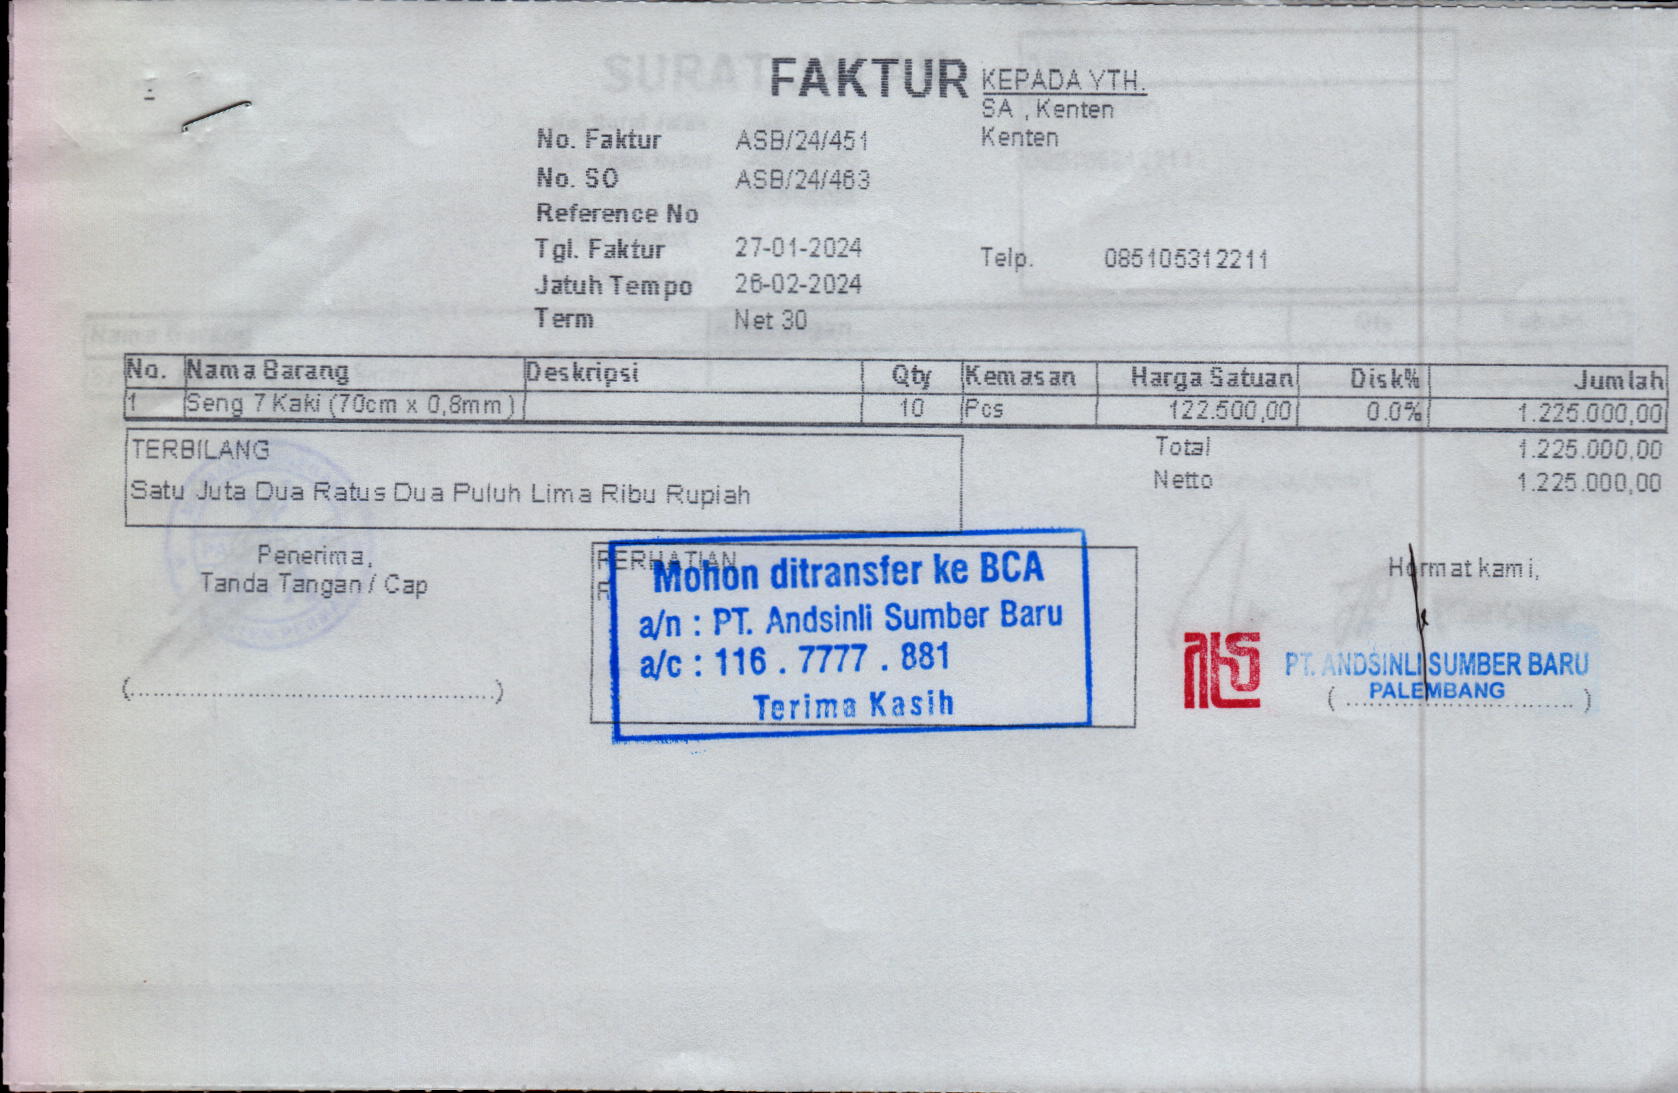 FAKTUR
KEPADA YTH.
SA , Kenten
Kenten
No. Faktur ASB/24/451
No. SO ASB/24/463
Reference No
Tgl. Faktur 27-01-2024
Telp. 085105312211
Jatuh Tempo 26-02-2024
Term Net 30
No. Nama Barang Deskripsi Qty Kemasan Harga Satuan Disk% Jumlah
1 Seng 7 Kaki (70cm x 0,8mm) 10 Pcs 122.500,00 0.0% 1.225.000,00
TERBILANG
Satu Juta Dua Ratus Dua Puluh Lima Ribu Rupiah
Total 1.225.000,00
Netto 1.225.000,00
Penerima,
Tanda Tangan / Cap
PERHATIAN
Mohon ditransfer ke BCA
a/n : PT. Andsinli Sumber Baru
a/c : 116 . 7777 . 881
Terima Kasih
Hormat kami,
PT. ANDSINLI SUMBER BARU
PALEMBANG